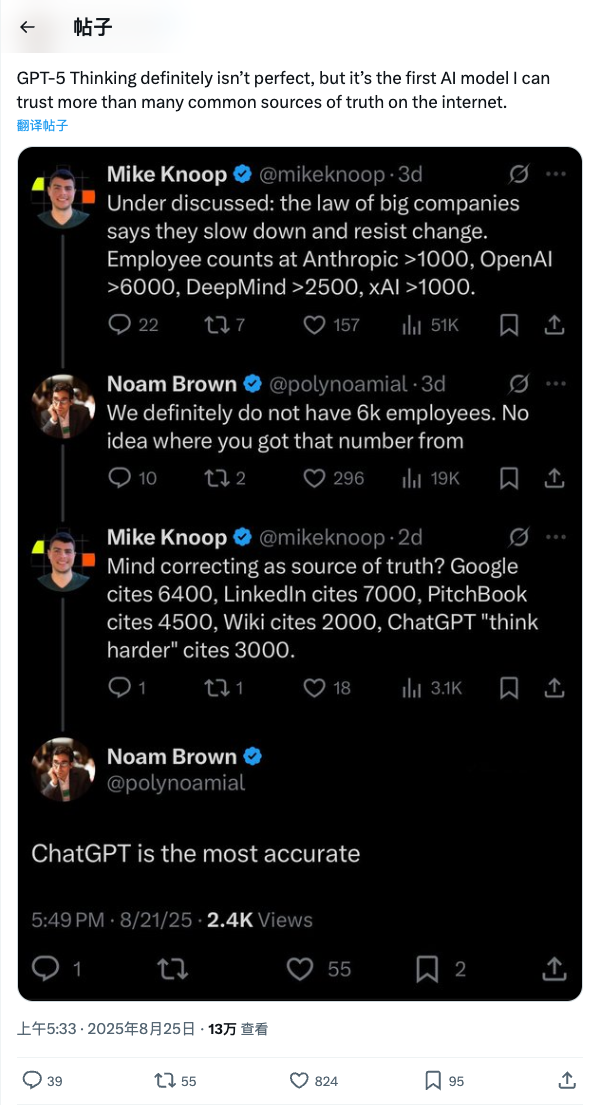 帖子
GPT-5 Thinking definitely isn’t perfect, but it’s the first AI model I can
trust more than many common sources of truth on the internet.
翻译帖子
Mike Knoop @mikeknoop · 3d
Under discussed: the law of big companies
says they slow down and resist change.
Employee counts at Anthropic >1000, OpenAI
>6000, DeepMind >2500, xAI >1000.
22 7 157 51K
Noam Brown @polynoamial · 3d
We definitely do not have 6k employees. No
idea where you got that number from
10 2 296 19K
Mike Knoop @mikeknoop · 2d
Mind correcting as source of truth? Google
cites 6400, LinkedIn cites 7000, PitchBook
cites 4500, Wiki cites 2000, ChatGPT "think
harder" cites 3000.
1 1 18 3.1K
Noam Brown
@polynoamial
ChatGPT is the most accurate
5:49 PM · 8/21/25 · 2.4K Views
1 55 2
上午5:33 · 2025年8月25日 · 13万 查看
39 55 824 95